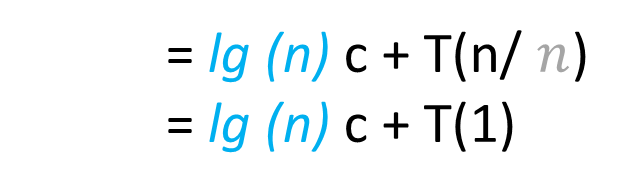 = lg (n) c + T(n/ n)
= lg (n) c + T(1)